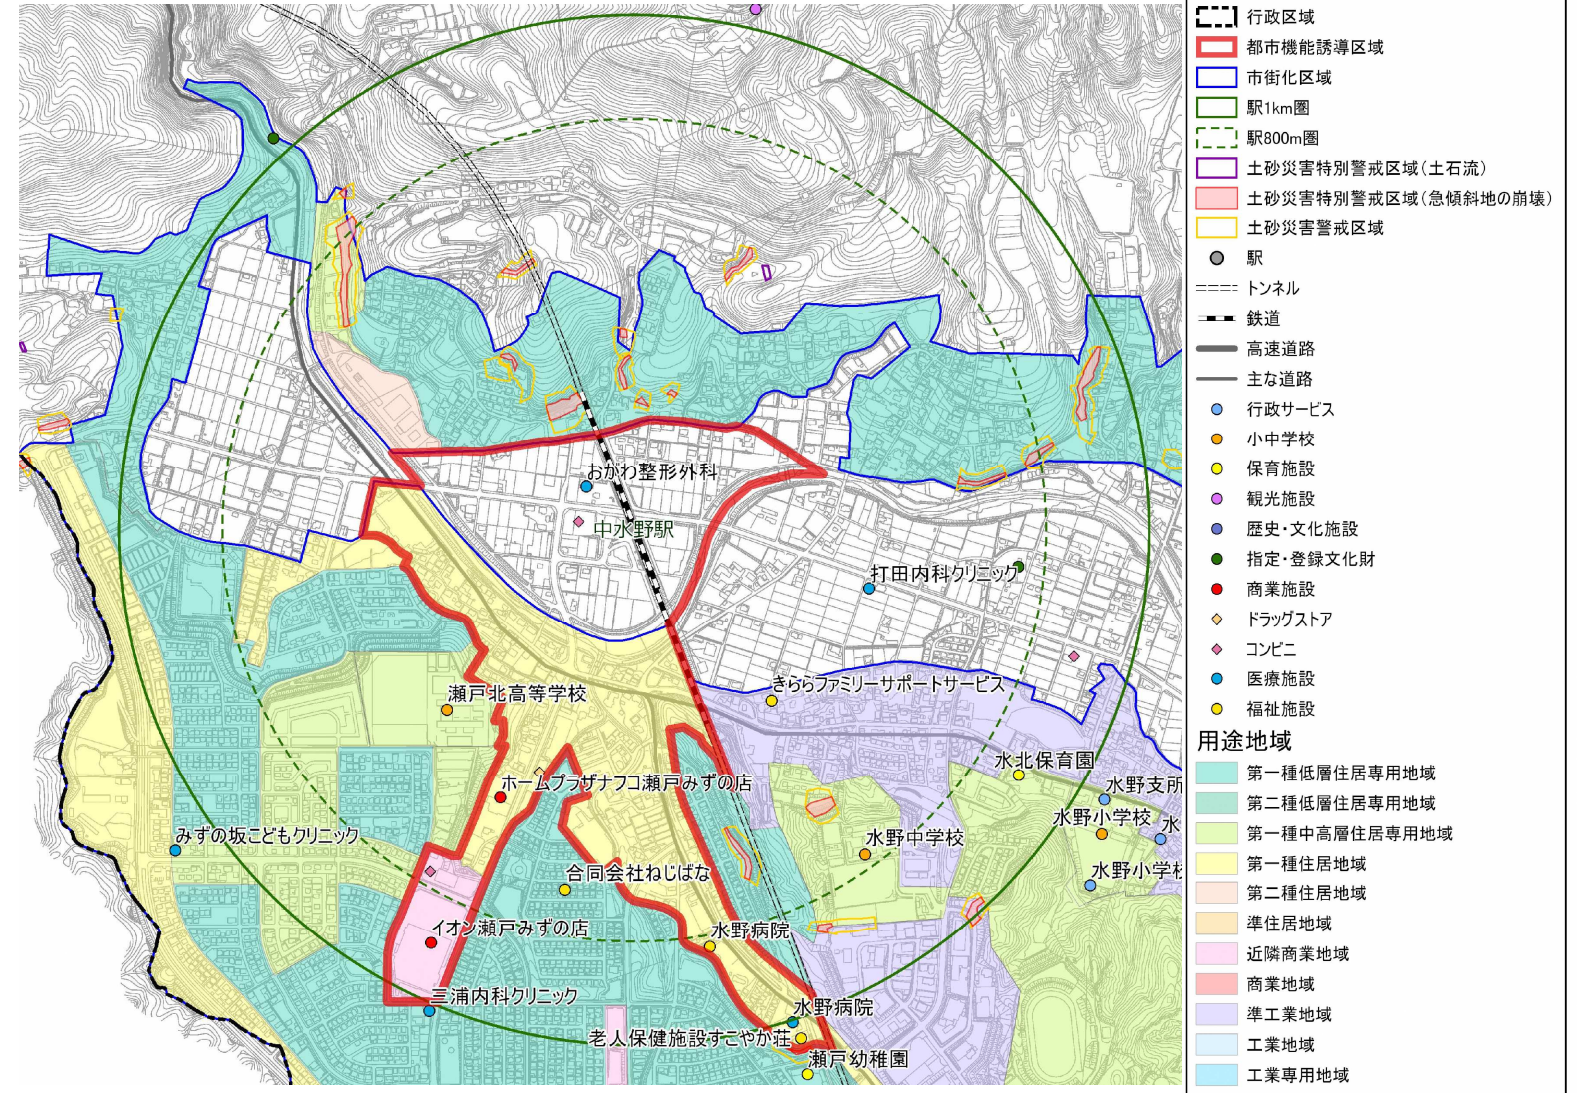 おがわ整形外科
中水野駅
打田内科クリニック
きららファミリーサポートサービス
瀬戸北高等学校
水北保育園
ホームプラザナフコ瀬戸みずの店
水野支所
水野小学校
水
みずの坂こどもクリニック
水野中学校
合同会社ねじばな
水野小学校
イオン瀬戸みずの店
水野病院
三浦内科クリニック
水野病院
老人保健施設すこやか荘
瀬戸幼稚園
行政区域
都市機能誘導区域
市街化区域
駅1km圏
駅800m圏
土砂災害特別警戒区域(土石流)
土砂災害特別警戒区域(急傾斜地の崩壊)
土砂災害警戒区域
駅
トンネル
鉄道
高速道路
主な道路
行政サービス
小中学校
保育施設
観光施設
歴史・文化施設
指定・登録文化財
商業施設
ドラッグストア
コンビニ
医療施設
福祉施設
用途地域
第一種低層住居専用地域
第二種低層住居専用地域
第一種中高層住居専用地域
第一種住居地域
第二種住居地域
準住居地域
近隣商業地域
商業地域
準工業地域
工業地域
工業専用地域